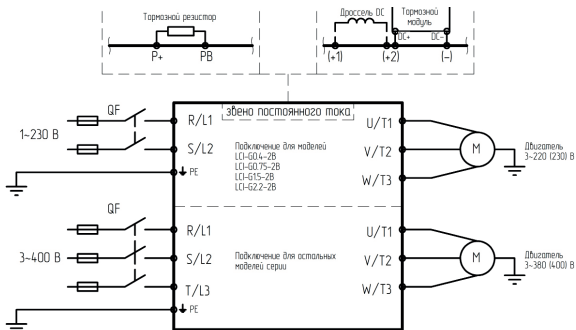 Тормозной резистор
P+
PB
Дроссель DC
Тормозной
модуль
DC+
DC-
(+1)
(+2)
(-)
звено постоянного тока
QF
1~230 В
R/L1
S/L2
PE
Подключение для моделей
LCI-G0.4-2B
LCI-G0.75-2B
LCI-G1.5-2B
LCI-G2.2-2B
U/T1
V/T2
W/T3
M
Двигатель
3~220 (230) В
QF
3~400 В
R/L1
S/L2
T/L3
PE
Подключение для остальных
моделей серии
U/T1
V/T2
W/T3
M
Двигатель
3~380 (400) В